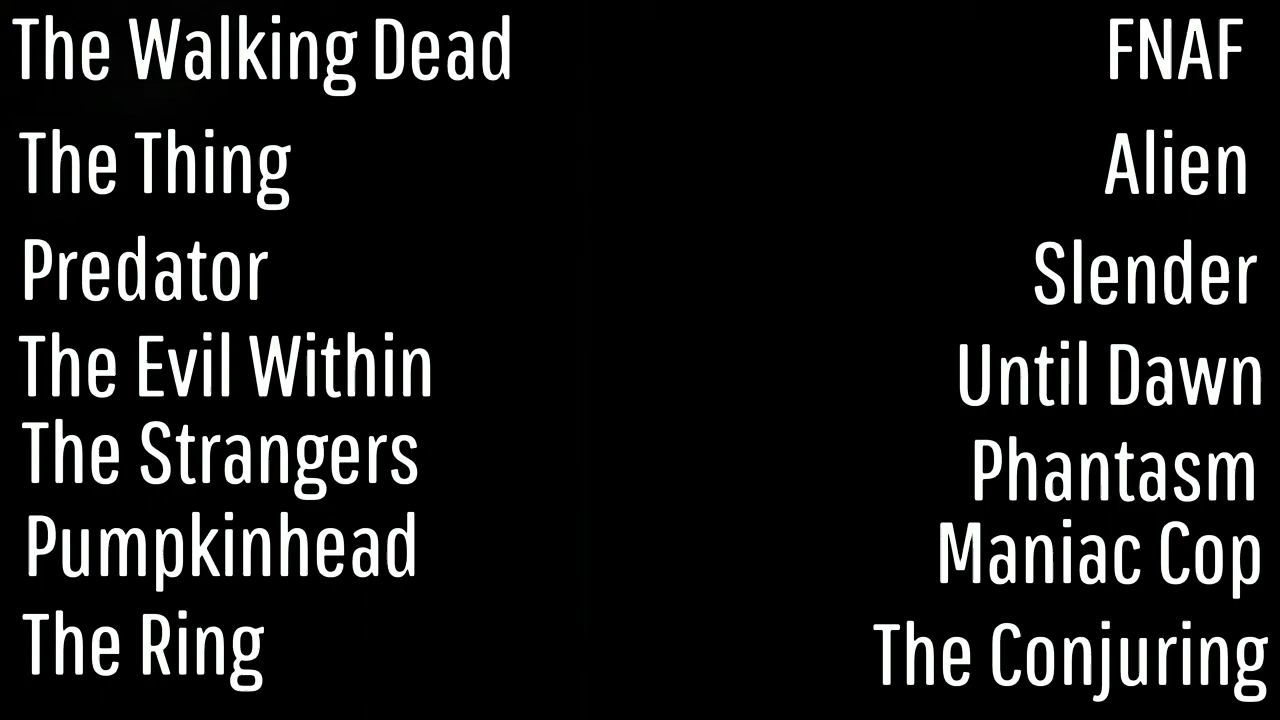 The Walking Dead
The Thing
Predator
The Evil Within
The Strangers
Pumpkinhead
The Ring
FNAF
Alien
Slender
Until Dawn
Phantasm
Maniac Cop
The Conjuring